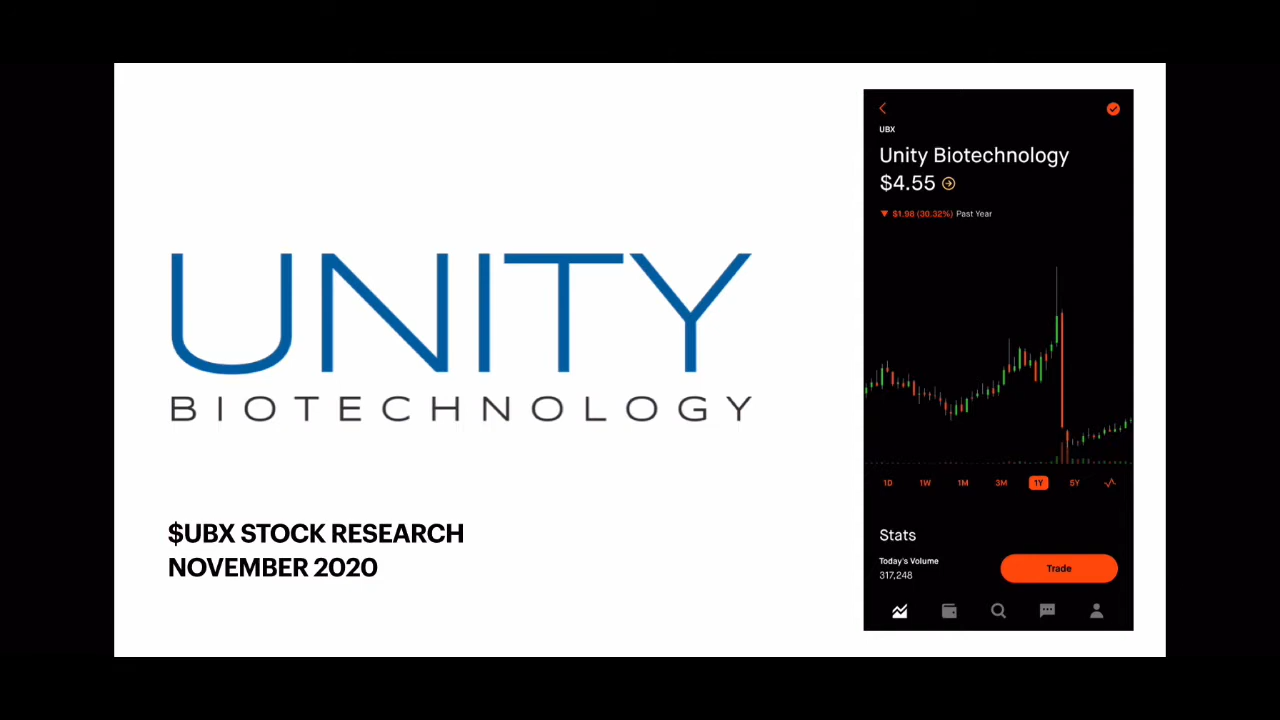 UNITY
BIOTECHNOLOGY
$UBX STOCK RESEARCH
NOVEMBER 2020
UBX
Unity Biotechnology
$4.55
▼ $1.98 (30.32%) Past Year
1D 1W 1M 3M 1Y 5Y
Stats
Today's Volume
317,248
Trade